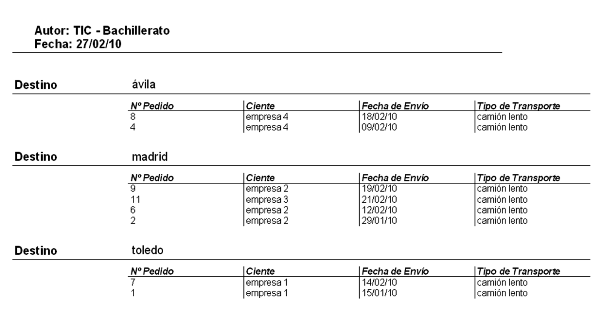 Autor: TIC - Bachillerato
Fecha: 27/02/10
Destino ávila
Nº Pedido Ciente Fecha de Envío Tipo de Transporte
8 empresa 4 18/02/10 camión lento
4 empresa 4 09/02/10 camión lento
Destino madrid
Nº Pedido Ciente Fecha de Envío Tipo de Transporte
9 empresa 2 19/02/10 camión lento
11 empresa 3 21/02/10 camión lento
6 empresa 2 12/02/10 camión lento
2 empresa 2 29/01/10 camión lento
Destino toledo
Nº Pedido Ciente Fecha de Envío Tipo de Transporte
7 empresa 1 14/02/10 camión lento
1 empresa 1 15/01/10 camión lento